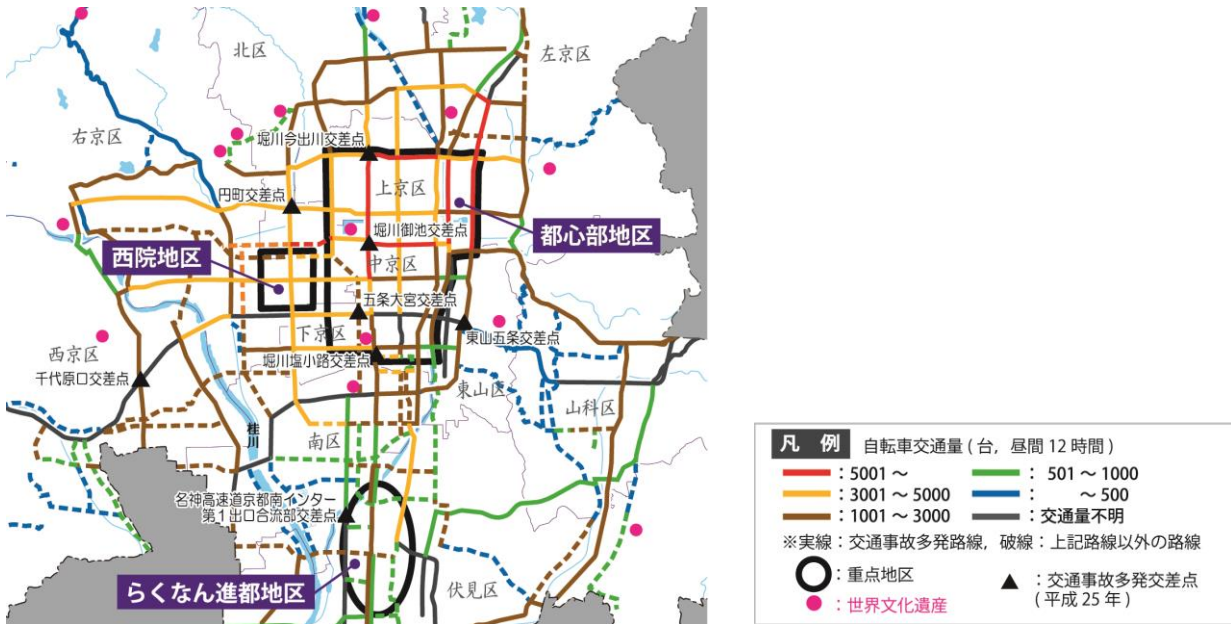 北区
左京区
右京区
堀川今出川交差点
上京区
円町交差点
都心部地区
堀川御池交差点
西院地区
中京区
五条大宮交差点
下京区
東山五条交差点
西京区
堀川塩小路交差点
千代原口交差点
東山区
山科区
桂川
南区
名神高速道京都南インター
第1出口合流部交差点
らくなん進都地区
伏見区
凡 例 自転車交通量(台,昼間12時間)
:5001～ : 501～1000
:3001～5000 : ～500
:1001～3000 :交通量不明
※実線:交通事故多発路線,破線:上記路線以外の路線
:重点地区 ▲ :交通事故多発交差点
(平成25年)
:世界文化遺産